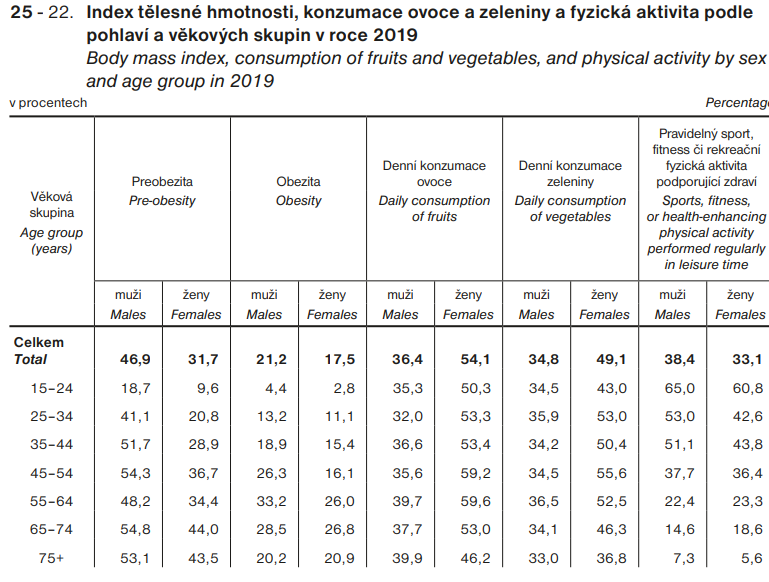 25 - 22. Index tělesné hmotnosti, konzumace ovoce a zeleniny a fyzická aktivita podle
pohlaví a věkových skupin v roce 2019
Body mass index, consumption of fruits and vegetables, and physical activity by sex
and age group in 2019
v procentech Percentage
Věková
skupina
Age group
(years)
Preobezita
Pre-obesity
Obezita
Obesity
Denní konzumace
ovoce
Daily consumption
of fruits
Denní konzumace
zeleniny
Daily consumption
of vegetables
Pravidelný sport,
fitness či rekreační
fyzická aktivita
podporující zdraví
Sports, fitness,
or health-enhancing
physical activity
performed regularly
in leisure time
muži ženy muži ženy muži ženy muži ženy muži ženy
Males Females Males Females Males Females Males Females Males Females
Celkem
Total 46,9 31,7 21,2 17,5 36,4 54,1 34,8 49,1 38,4 33,1
15–24 18,7 9,6 4,4 2,8 35,3 50,3 34,5 43,0 65,0 60,8
25–34 41,1 20,8 13,2 11,1 32,0 53,3 35,9 53,0 53,0 42,6
35–44 51,7 28,9 18,9 15,4 36,6 53,4 34,2 50,4 51,1 43,8
45–54 54,3 36,7 26,3 16,1 35,6 59,2 34,5 55,6 37,7 36,4
55–64 48,2 34,4 33,2 26,0 39,7 59,6 36,5 52,5 22,4 23,3
65–74 54,8 44,0 28,5 26,8 37,7 53,0 34,1 46,3 14,6 18,6
75+ 53,1 43,5 20,2 20,9 39,9 46,2 33,0 36,8 7,3 5,6